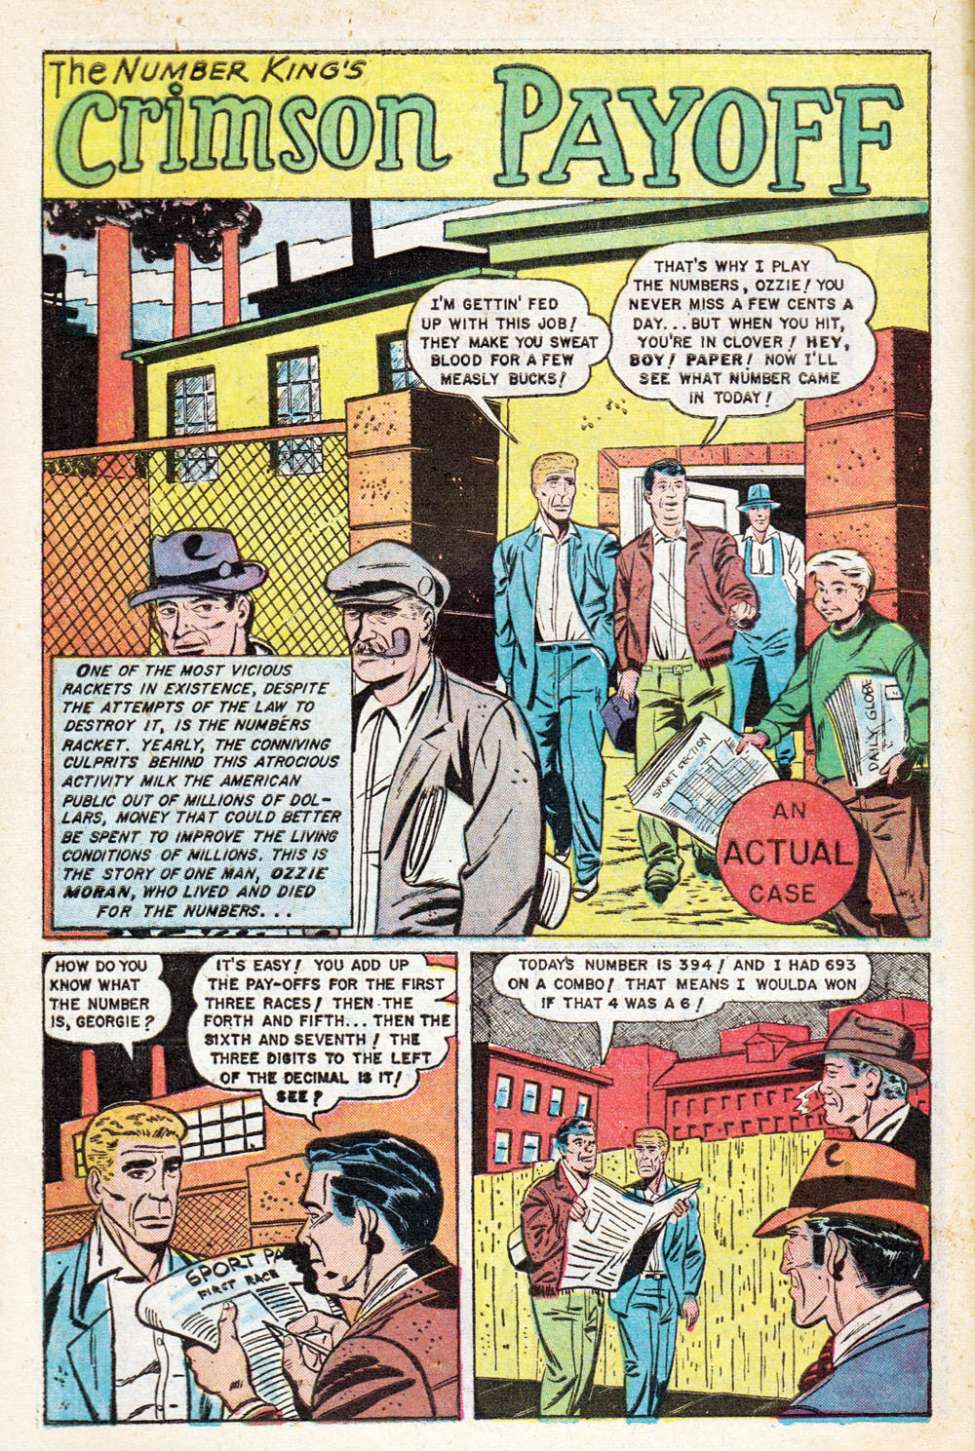 The NUMBER KING'S
Crimson PAYOFF
I'M GETTIN' FED
UP WITH THIS JOB!
THEY MAKE YOU SWEAT
BLOOD FOR A FEW
MEASLY BUCKS!
THAT'S WHY I PLAY
THE NUMBERS, OZZIE! YOU
NEVER MISS A FEW CENTS A
DAY... BUT WHEN YOU HIT,
YOU'RE IN CLOVER! HEY,
BOY! PAPER! NOW I'LL
SEE WHAT NUMBER CAME
IN TODAY!
ONE OF THE MOST VICIOUS
RACKETS IN EXISTENCE, DESPITE
THE ATTEMPTS OF THE LAW TO
DESTROY IT, IS THE NUMBERS
RACKET. YEARLY, THE CONNIVING
CULPRITS BEHIND THIS ATROCIOUS
ACTIVITY MILK THE AMERICAN
PUBLIC OUT OF MILLIONS OF DOL-
LARS, MONEY THAT COULD BETTER
BE SPENT TO IMPROVE THE LIVING
CONDITIONS OF MILLIONS. THIS IS
THE STORY OF ONE MAN, OZZIE
MORAN, WHO LIVED AND DIED
FOR THE NUMBERS...
SPORT SECTION
DAILY GLOBE
AN
ACTUAL
CASE
HOW DO YOU
KNOW WHAT
THE NUMBER
IS, GEORGIE?
IT'S EASY! YOU ADD UP
THE PAY-OFFS FOR THE FIRST
THREE RACES! THEN THE
FORTH AND FIFTH... THEN THE
SIXTH AND SEVENTH! THE
THREE DIGITS TO THE LEFT
OF THE DECIMAL IS IT!
SEE?
SPORT PA
FIRST RACE
TODAY'S NUMBER IS 394! AND I HAD 693
ON A COMBO! THAT MEANS I WOULDA WON
IF THAT 4 WAS A 6!